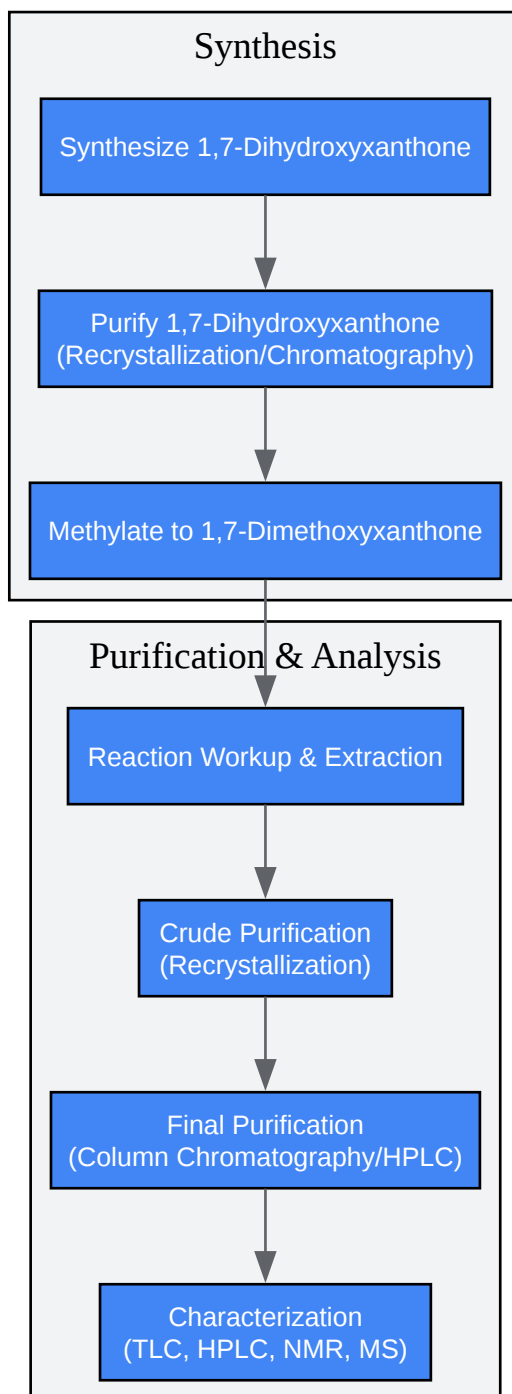 Synthesis
Synthesize 1,7-Dihydroxyxanthone
Purify 1,7-Dihydroxyxanthone
(Recrystallization/Chromatography)
Methylate to 1,7-Dimethoxyxanthone
Purification & Analysis
Reaction Workup & Extraction
Crude Purification
(Recrystallization)
Final Purification
(Column Chromatography/HPLC)
Characterization
(TLC, HPLC, NMR, MS)